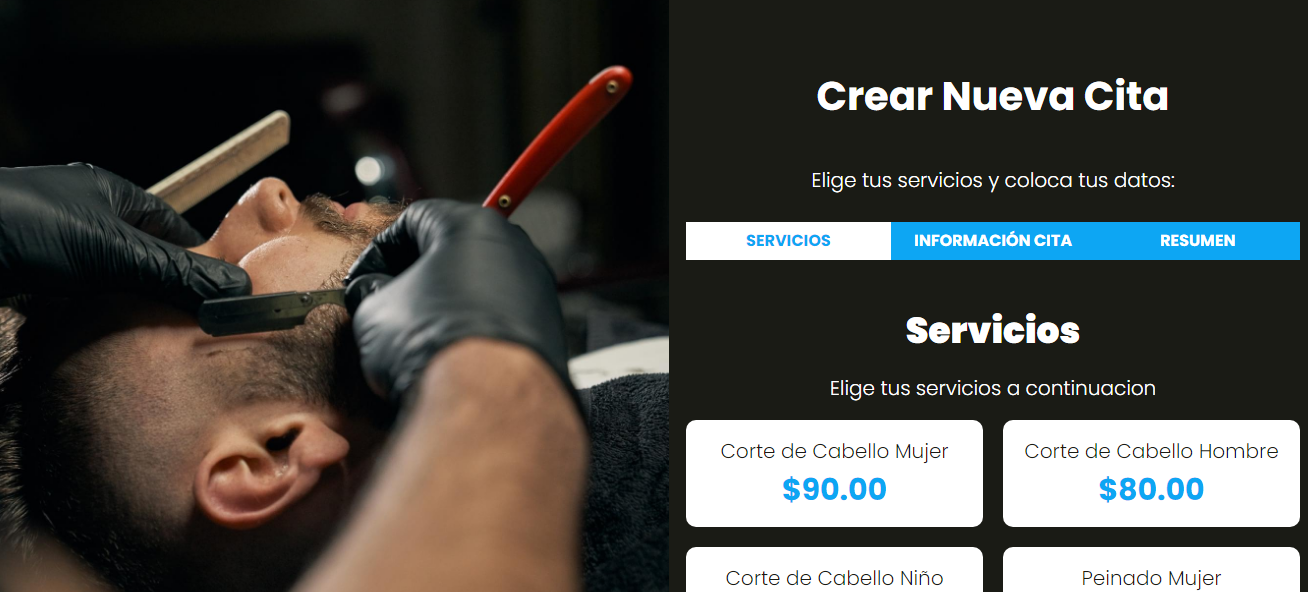 Crear Nueva Cita
Elige tus servicios y coloca tus datos:
SERVICIOS
INFORMACIÓN CITA
RESUMEN
Servicios
Elige tus servicios a continuacion
Corte de Cabello Mujer
$90.00
Corte de Cabello Hombre
$80.00
Corte de Cabello Niño
Peinado Mujer